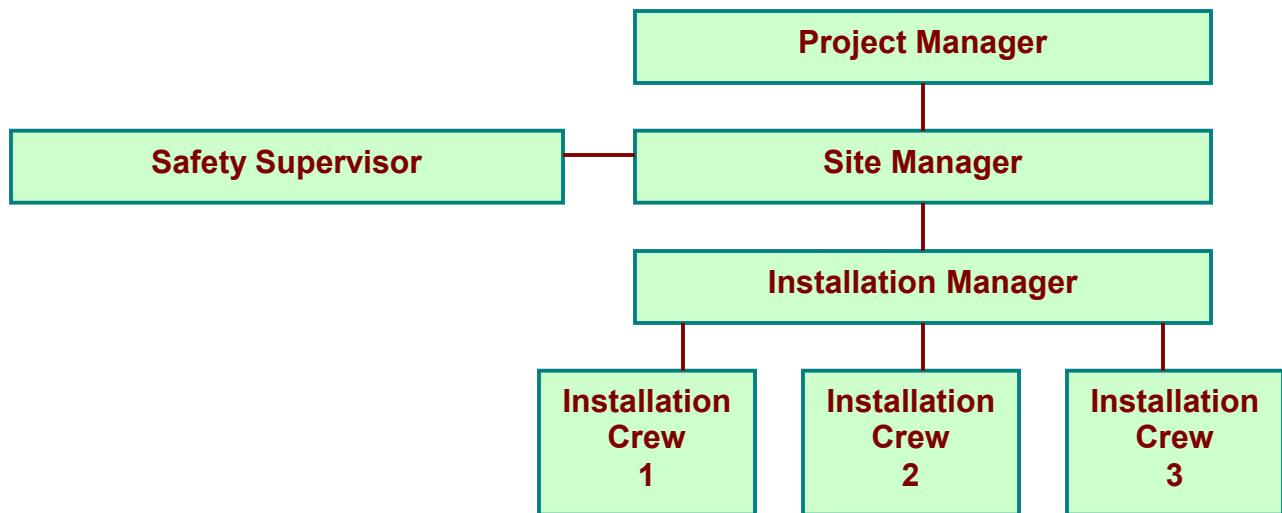 Project Manager
Safety Supervisor
Site Manager
Installation Manager
Installation
Crew
1
Installation
Crew
2
Installation
Crew
3